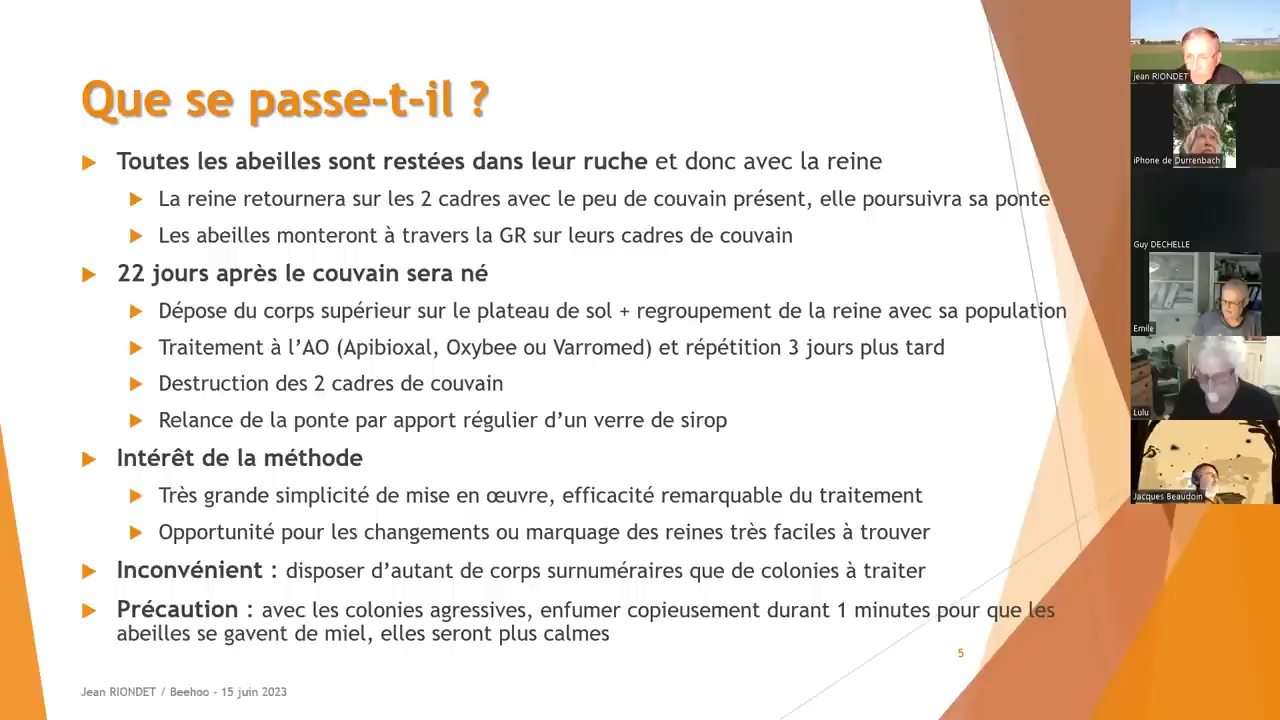 Que se passe-t-il ?
Toutes les abeilles sont restées dans leur ruche et donc avec la reine
La reine retournera sur les 2 cadres avec le peu de couvain présent, elle poursuivra sa ponte
Les abeilles monteront à travers la GR sur leurs cadres de couvain
22 jours après le couvain sera né
Dépose du corps supérieur sur le plateau de sol + regroupement de la reine avec sa population
Traitement à l’AO (Apibioxal, Oxybee ou Varromed) et répétition 3 jours plus tard
Destruction des 2 cadres de couvain
Relance de la ponte par apport régulier d’un verre de sirop
Intérêt de la méthode
Très grande simplicité de mise en œuvre, efficacité remarquable du traitement
Opportunité pour les changements ou marquage des reines très faciles à trouver
Inconvénient : disposer d’autant de corps surnuméraires que de colonies à traiter
Précaution : avec les colonies agressives, enfumer copieusement durant 1 minutes pour que les
abeilles se gavent de miel, elles seront plus calmes
5
Jean RIONDET / Beehoo - 15 juin 2023
jean RIONDET
iPhone de Durrenbach
Guy DECHELLE
Emile
Lulu
Jacques Beaudoin